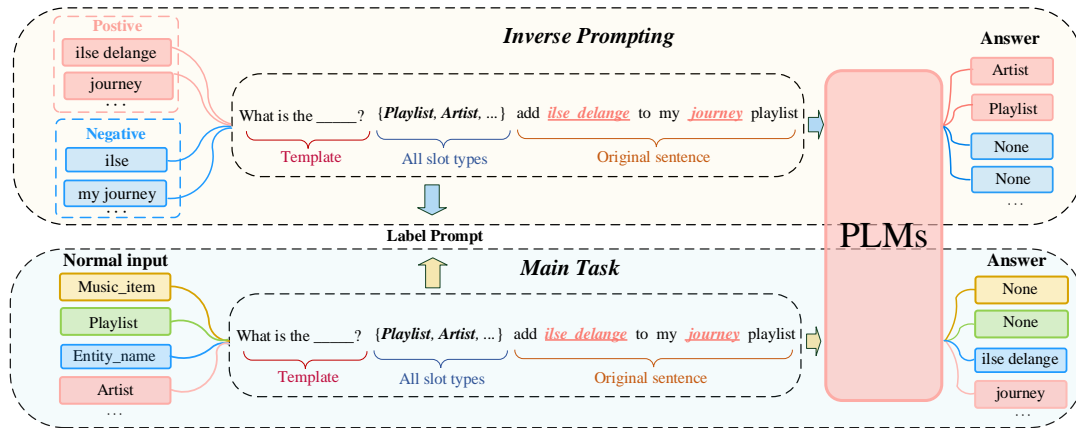 Inverse Prompting
Postive
ilse delange
journey
...
Negative
ilse
my journey
...
What is the _____? {Playlist, Artist, ...} add ilse delange to my journey playlist
Template
All slot types
Original sentence
Answer
Artist
Playlist
None
None
...
Label Prompt
PLMs
Main Task
Normal input
Music_item
Playlist
Entity_name
Artist
...
What is the _____? {Playlist, Artist, ...} add ilse delange to my journey playlist
Template
All slot types
Original sentence
Answer
None
None
ilse delange
journey
...